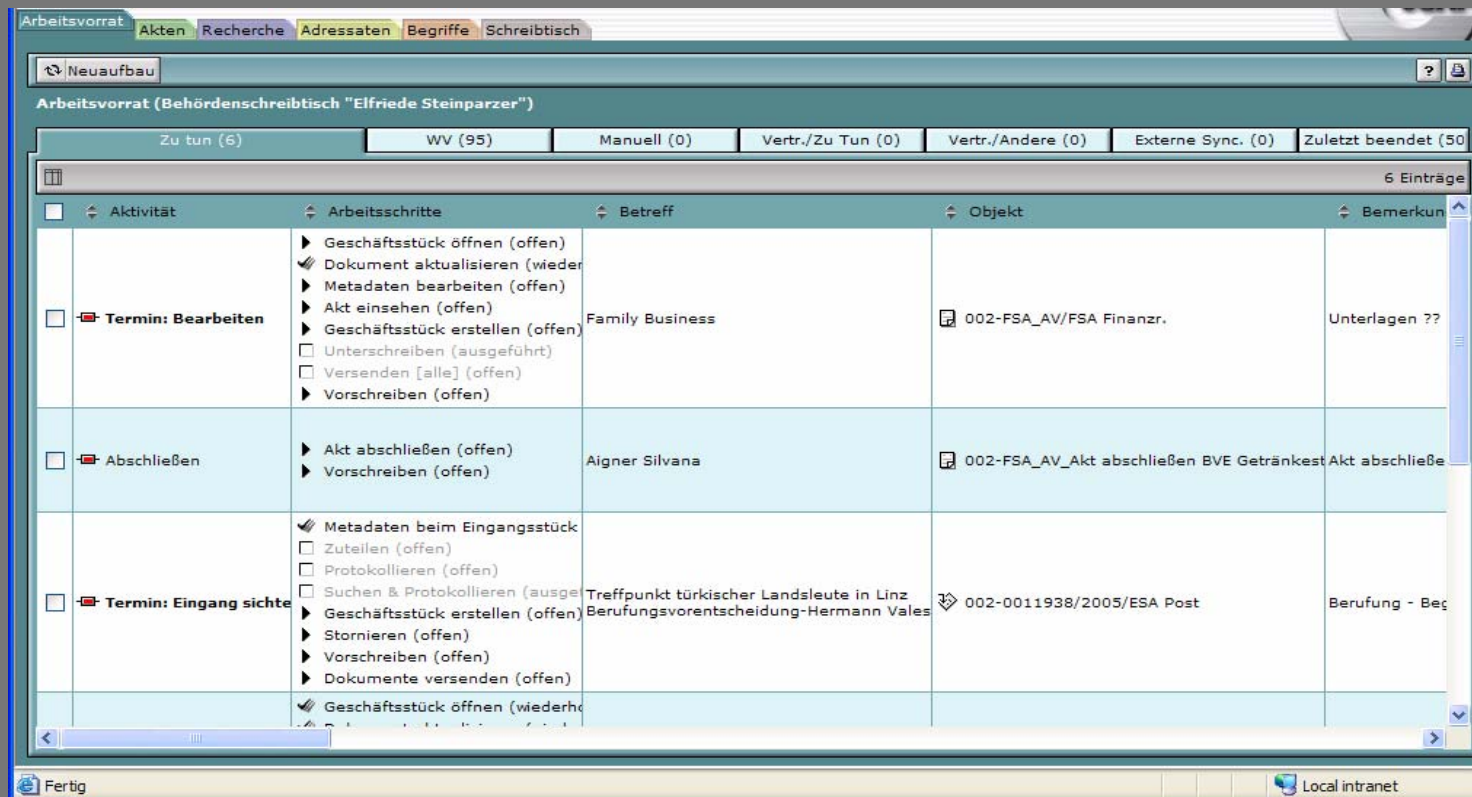 Arbeitsvorrat Akten Recherche Adressaten Begriffe Schreibtisch
Neuaufbau ?
Arbeitsvorrat (Behördenschreibtisch "Elfriede Steinparzer")
Zu tun (6) WV (95) Manuell (0) Vertr./Zu Tun (0) Vertr./Andere (0) Externe Sync. (0) Zuletzt beendet (50
6 Einträge
Aktivität Arbeitsschritte Betreff Objekt Bemerkun
Termin: Bearbeiten
Geschäftsstück öffnen (offen)
Dokument aktualisieren (wieder
Metadaten bearbeiten (offen)
Akt einsehen (offen)
Geschäftsstück erstellen (offen)
Unterschreiben (ausgeführt)
Versenden [alle] (offen)
Vorschreiben (offen)
Family Business
002-FSA_AV/FSA Finanzr.
Unterlagen ??
Abschließen
Akt abschließen (offen)
Vorschreiben (offen)
Aigner Silvana
002-FSA_AV_Akt abschließen BVE Getränkest
Akt abschließe
Termin: Eingang sichte
Metadaten beim Eingangsstück
Zuteilen (offen)
Protokollieren (offen)
Suchen & Protokollieren (ausgef
Geschäftsstück erstellen (offen)
Stornieren (offen)
Vorschreiben (offen)
Dokumente versenden (offen)
Treffpunkt türkischer Landsleute in Linz
Berufungsvorentscheidung-Hermann Vales
002-0011938/2005/ESA Post
Berufung - Beg
Geschäftsstück öffnen (wiederho
Fertig Local intranet